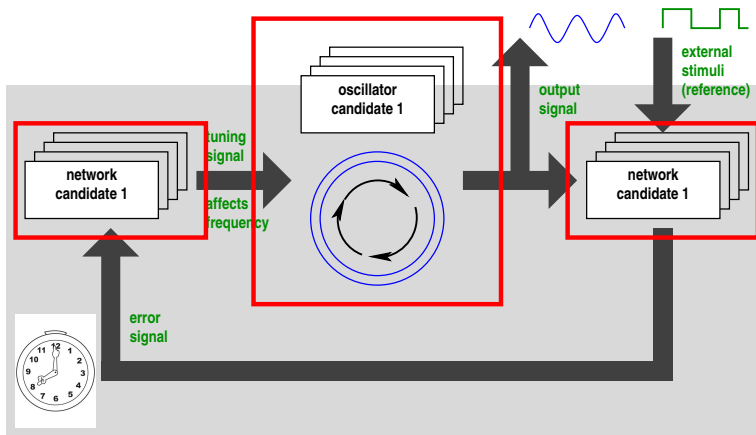 external
stimuli
(reference)
oscillator
candidate 1
output
signal
tuning
signal
network
candidate 1
affects
frequency
network
candidate 1
error
signal
12
1
2
3
4
5
6
7
8
9
10
11